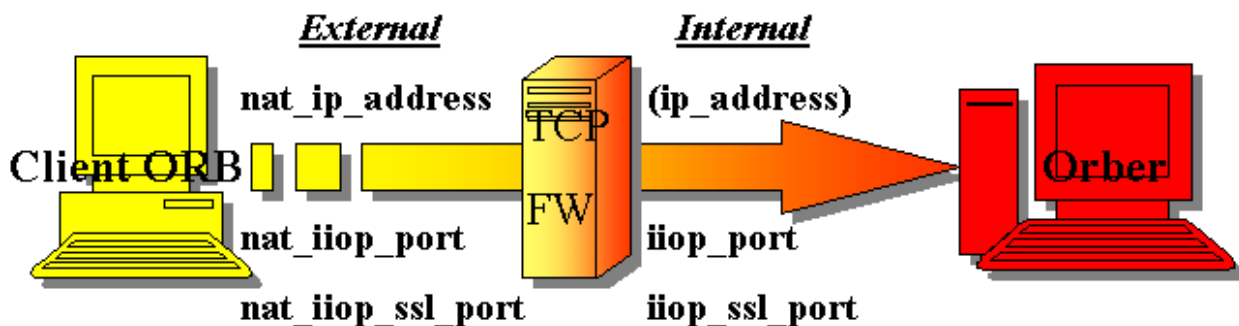 External Internal
nat_ip_address (ip_address)
TCP
Client ORB Orber
FW
nat_iiop_port iiop_port
nat_iiop_ssl_port iiop_ssl_port